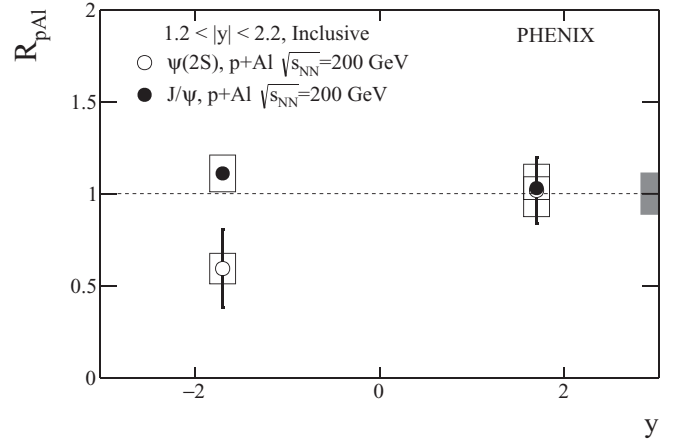 2
1.2 < |y| < 2.2, Inclusive
PHENIX
ψ(2S), p+Al √s_NN=200 GeV
J/ψ, p+Al √s_NN=200 GeV
R_pAl
1.5
1
0.5
0
−2 0 2
y